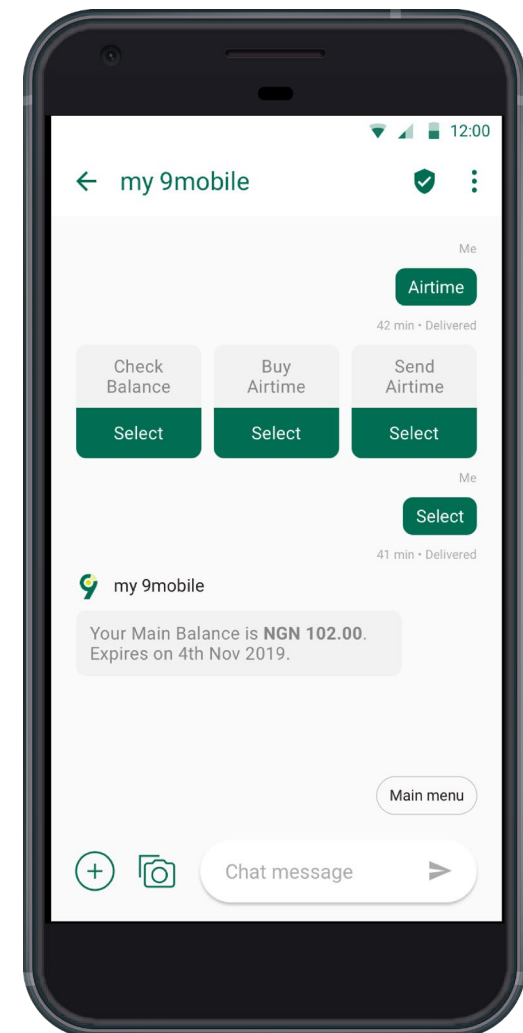 12:00
my 9mobile
Me
Airtime
42 min • Delivered
Check Balance
Buy Airtime
Send Airtime
Select
Select
Select
Me
Select
41 min • Delivered
my 9mobile
Your Main Balance is NGN 102.00.
Expires on 4th Nov 2019.
Main menu
Chat message